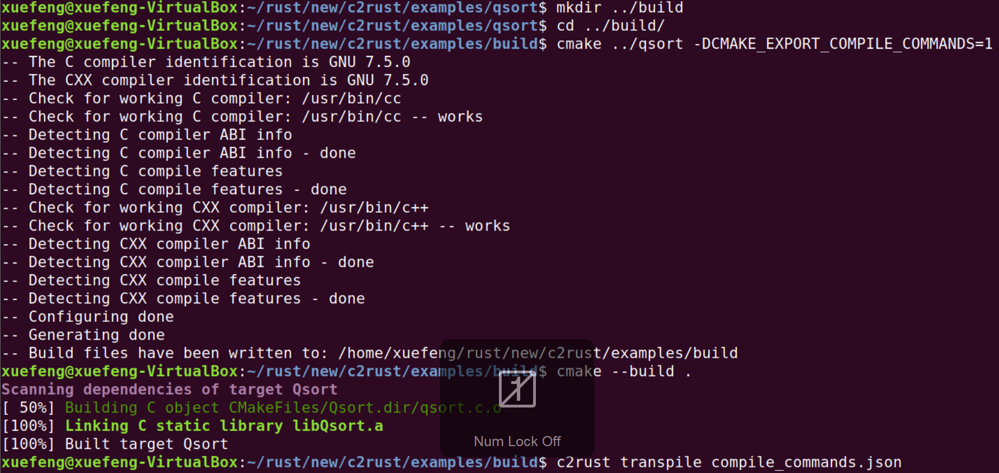 xuefeng@xuefeng-VirtualBox:~/rust/new/c2rust/examples/qsort$ mkdir ../build
xuefeng@xuefeng-VirtualBox:~/rust/new/c2rust/examples/qsort$ cd ../build/
xuefeng@xuefeng-VirtualBox:~/rust/new/c2rust/examples/build$ cmake ../qsort -DCMAKE_EXPORT_COMPILE_COMMANDS=1
-- The C compiler identification is GNU 7.5.0
-- The CXX compiler identification is GNU 7.5.0
-- Check for working C compiler: /usr/bin/cc
-- Check for working C compiler: /usr/bin/cc -- works
-- Detecting C compiler ABI info
-- Detecting C compiler ABI info - done
-- Detecting C compile features
-- Detecting C compile features - done
-- Check for working CXX compiler: /usr/bin/c++
-- Check for working CXX compiler: /usr/bin/c++ -- works
-- Detecting CXX compiler ABI info
-- Detecting CXX compiler ABI info - done
-- Detecting CXX compile features
-- Detecting CXX compile features - done
-- Configuring done
-- Generating done
-- Build files have been written to: /home/xuefeng/rust/new/c2rust/examples/build
xuefeng@xuefeng-VirtualBox:~/rust/new/c2rust/examples/build$ cmake --build .
Scanning dependencies of target Qsort
[ 50%] Building C object CMakeFiles/Qsort.dir/qsort.c.o
[100%] Linking C static library libQsort.a
[100%] Built target Qsort
xuefeng@xuefeng-VirtualBox:~/rust/new/c2rust/examples/build$ c2rust transpile compile_commands.json
1
Num Lock Off